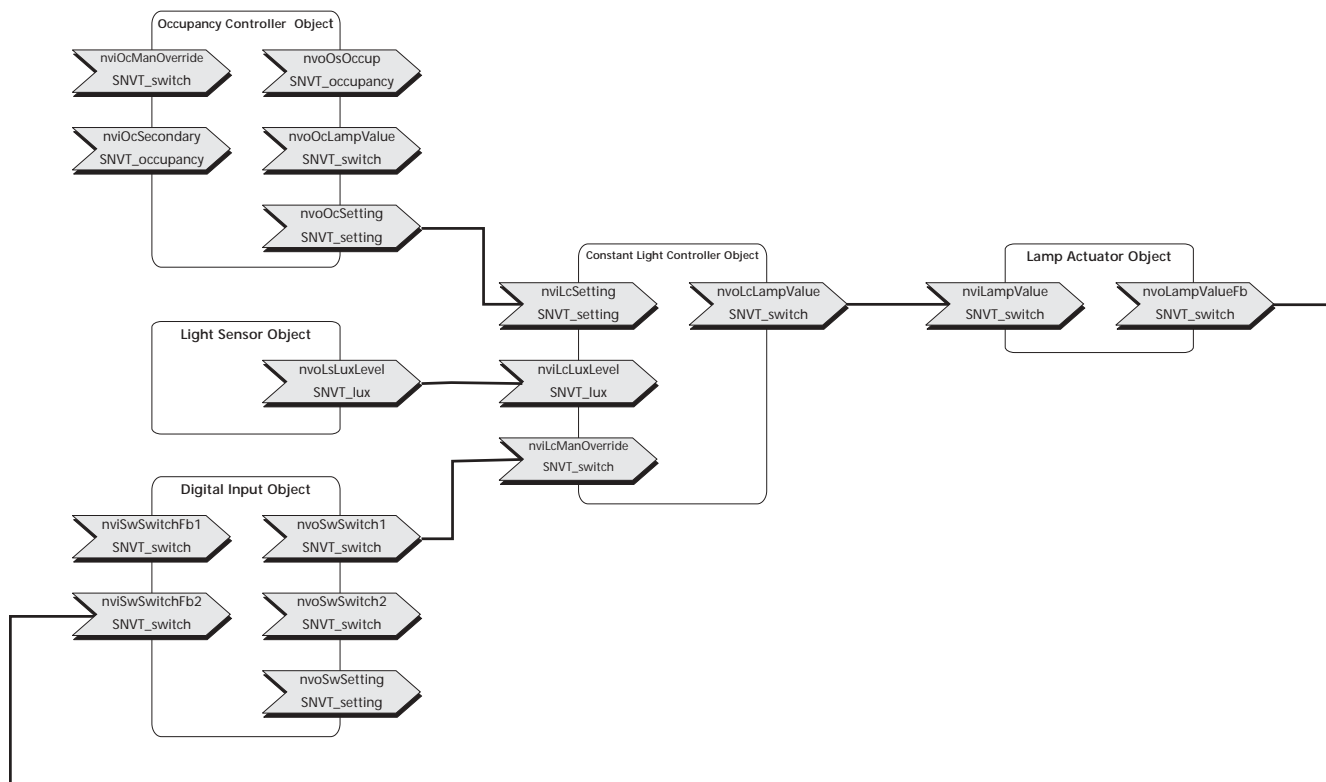 Occupancy Controller Object
nviOcManOverride
SNVT_switch
nvoOsOccup
SNVT_occupancy
nviOcSecondary
SNVT_occupancy
nvoOcLampValue
SNVT_switch
nvoOcSetting
SNVT_setting
Light Sensor Object
nvoLsLuxLevel
SNVT_lux
Digital Input Object
nviSwSwitchFb1
SNVT_switch
nvoSwSwitch1
SNVT_switch
nviSwSwitchFb2
SNVT_switch
nvoSwSwitch2
SNVT_switch
nvoSwSetting
SNVT_setting
Constant Light Controller Object
nviLcSetting
SNVT_setting
nvoLcLampValue
SNVT_switch
nviLcLuxLevel
SNVT_lux
nviLcManOverride
SNVT_switch
Lamp Actuator Object
nviLampValue
SNVT_switch
nvoLampValueFb
SNVT_switch